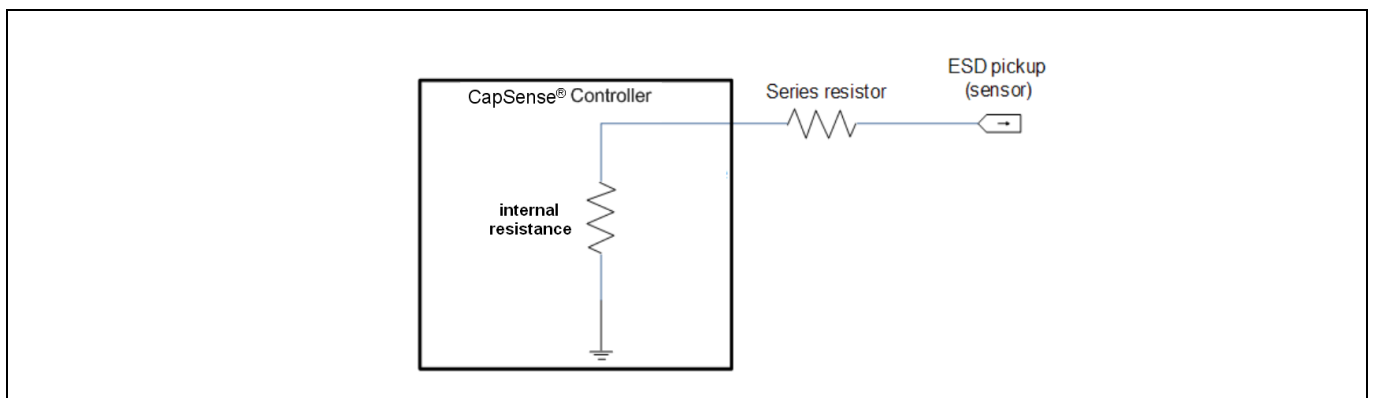 ESD pickup
(sensor)
CapSense® Controller
Series resistor
internal
resistance